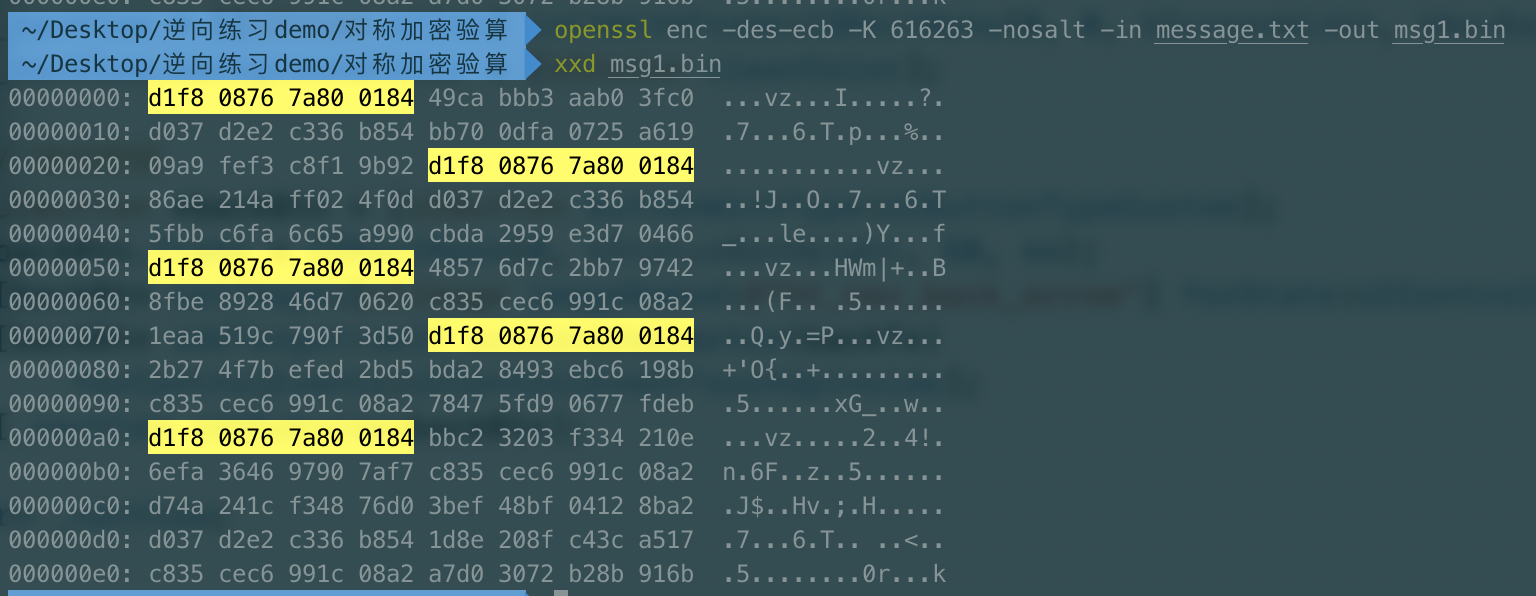 ~/Desktop/逆向练习demo/对称加密验算 openssl enc -des-ecb -K 616263 -nosalt -in message.txt -out msg1.bin
~/Desktop/逆向练习demo/对称加密验算 xxd msg1.bin
00000000: d1f8 0876 7a80 0184 49ca bbb3 aab0 3fc0 ...vz...I.....?.
00000010: d037 d2e2 c336 b854 bb70 0dfa 0725 a619 .7...6.T.p...%..
00000020: 09a9 fef3 c8f1 9b92 d1f8 0876 7a80 0184 ...........vz...
00000030: 86ae 214a ff02 4f0d d037 d2e2 c336 b854 ..!J..O..7...6.T
00000040: 5fbb c6fa 6c65 a990 cbda 2959 e3d7 0466 _...le....)Y...f
00000050: d1f8 0876 7a80 0184 4857 6d7c 2bb7 9742 ...vz...HWm|+..B
00000060: 8fbe 8928 46d7 0620 c835 cec6 991c 08a2 ...(F.. .5......
00000070: 1eaa 519c 790f 3d50 d1f8 0876 7a80 0184 ..Q.y.=P...vz...
00000080: 2b27 4f7b efed 2bd5 bda2 8493 ebc6 198b +'O{..+.........
00000090: c835 cec6 991c 08a2 7847 5fd9 0677 fdeb .5......xG_..w..
000000a0: d1f8 0876 7a80 0184 bbc2 3203 f334 210e ...vz.....2..4!.
000000b0: 6efa 3646 9790 7af7 c835 cec6 991c 08a2 n.6F..z..5......
000000c0: d74a 241c f348 76d0 3bef 48bf 0412 8ba2 .J$..Hv.;.H.....
000000d0: d037 d2e2 c336 b854 1d8e 208f c43c a517 .7...6.T.. ..<..
000000e0: c835 cec6 991c 08a2 a7d0 3072 b28b 916b .5........0r...k